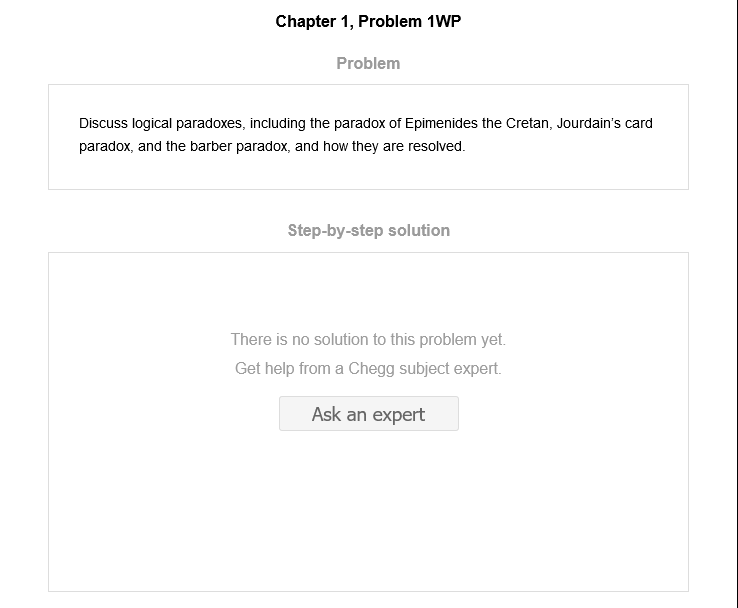 Chapter 1, Problem 1WP
Problem
Discuss logical paradoxes, including the paradox of Epimenides the Cretan, Jourdain’s card
paradox, and the barber paradox, and how they are resolved.
Step-by-step solution
There is no solution to this problem yet.
Get help from a Chegg subject expert.
Ask an expert